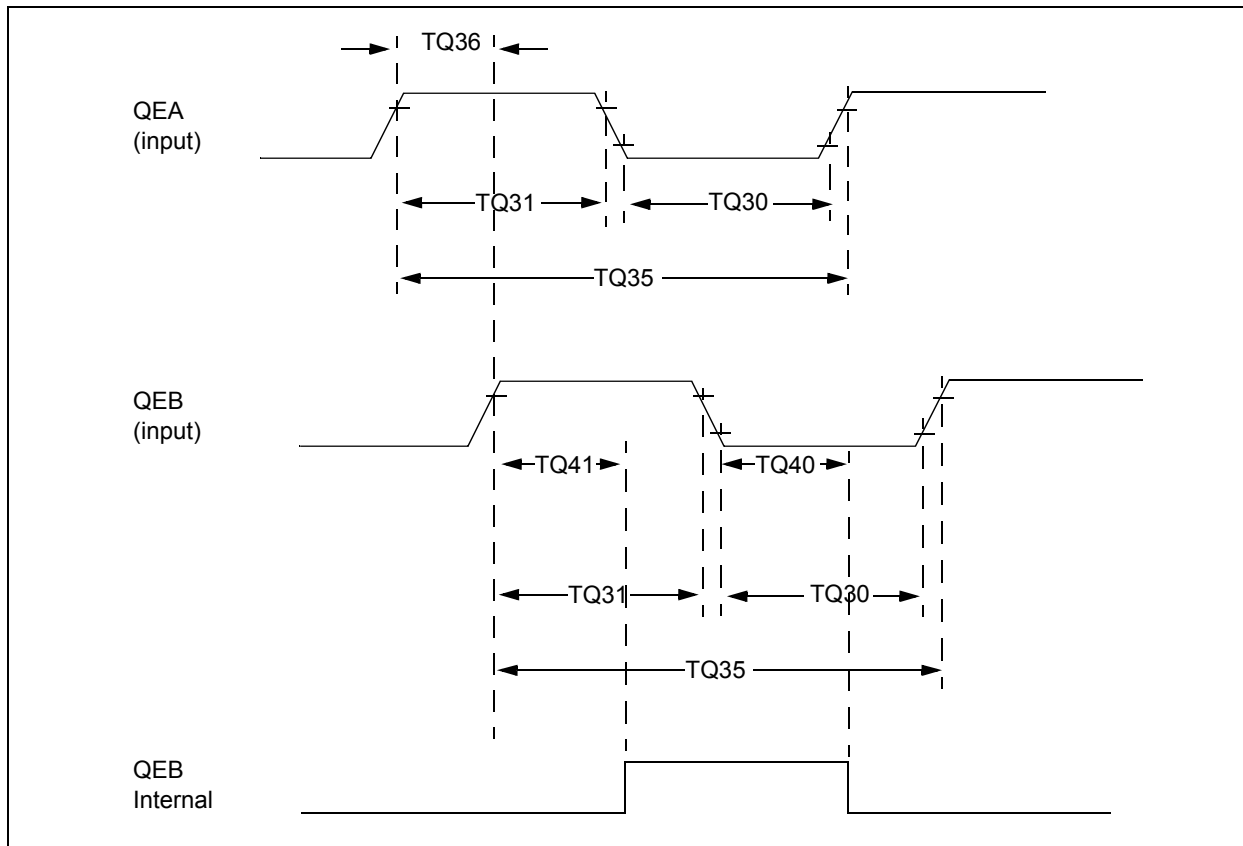 TQ36
QEA
(input)
TQ31
TQ30
TQ35
QEB
(input)
TQ41
TQ40
TQ31
TQ30
TQ35
QEB
Internal